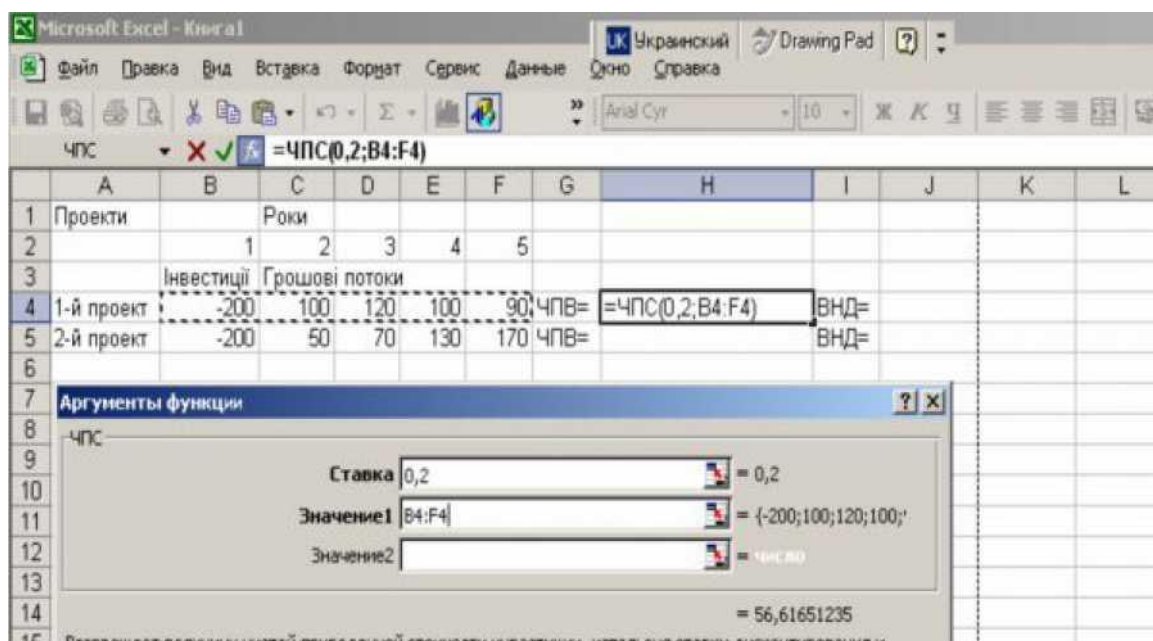 Microsoft Excel - Книга1
UK Украинский Drawing Pad ?
Файл Правка Вид Вставка Формат Сервис Данные Окно Справка
Arial Cyr 10 Ж К Ч
ЧПС =ЧПС(0,2;B4:F4)
A B C D E F G H I J K L
1 Проекти Роки
2 1 2 3 4 5
3 Інвестиції Грошові потоки
4 1-й проект -200 100 120 100 90 ЧПВ= =ЧПС(0,2;B4:F4) ВНД=
5 2-й проект -200 50 70 130 170 ЧПВ= ВНД=
6
7 Аргументы функции
8 ЧПС
9 Ставка 0,2 = 0,2
10
11 Значение1 B4:F4 = {-200;100;120;100;'
12 Значение2 = число
13
14 = 56,61651235
15